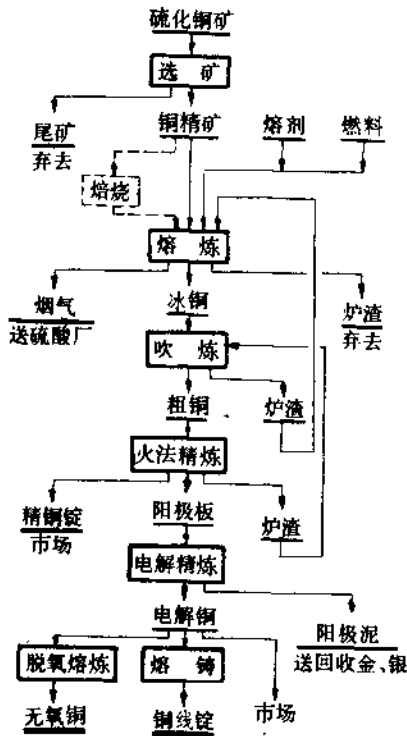 硫化铜矿
选 矿
尾矿
弃去
铜精矿
熔剂
燃料
焙烧
熔 炼
烟气
送硫酸厂
冰铜
炉渣
弃去
吹 炼
粗铜
炉渣
火法精炼
精铜锭
市场
阳极板
炉渣
电解精炼
电解铜
阳极泥
送回收金、银
脱氧熔炼
熔 铸
市场
无氧铜
铜线锭